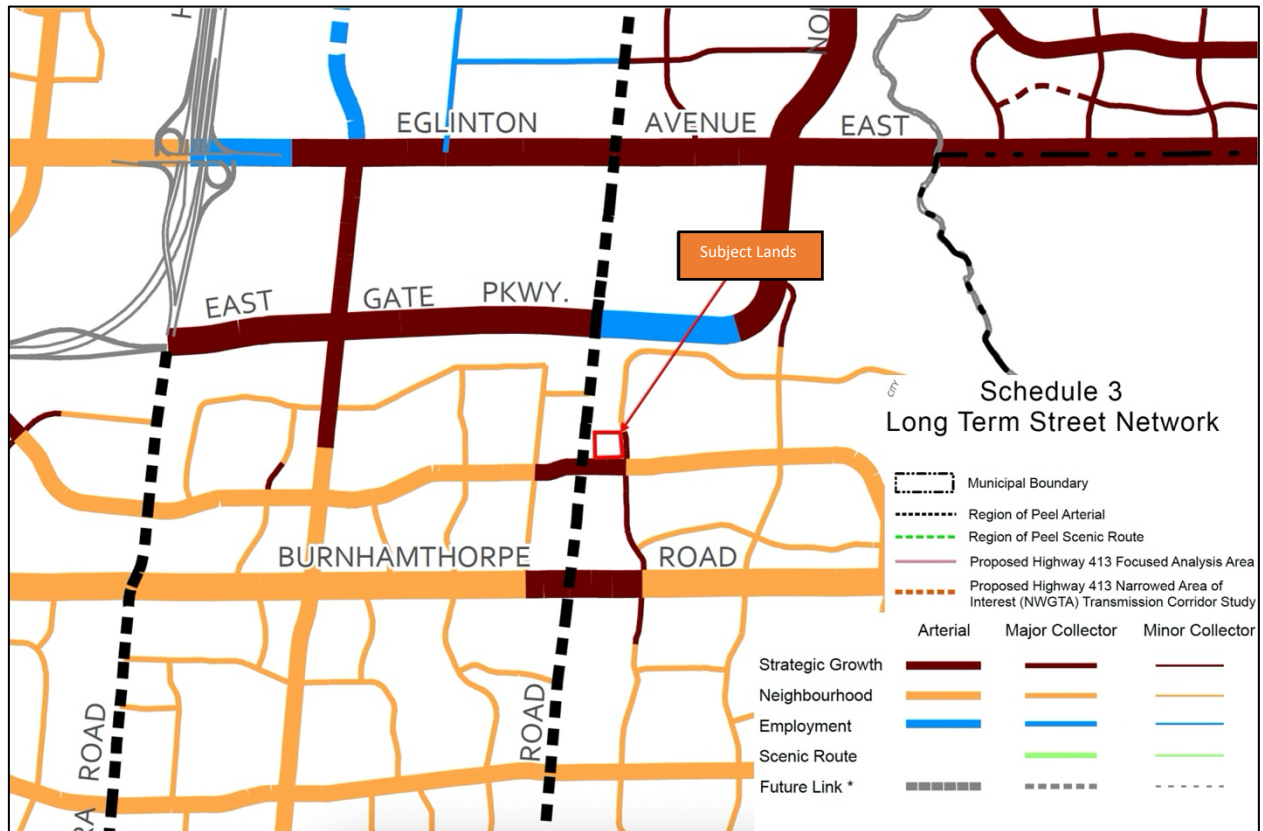 EGLINTON AVENUE EAST
Subject Lands
EAST GATE PKWY.
CITY
Schedule 3
Long Term Street Network
Municipal Boundary
Region of Peel Arterial
Region of Peel Scenic Route
Proposed Highway 413 Focused Analysis Area
Proposed Highway 413 Narrowed Area of
Interest (NWGTA) Transmission Corridor Study
BURNHAMTHORPE ROAD
Arterial Major Collector Minor Collector
Strategic Growth
Neighbourhood
Employment
Scenic Route
Future Link *
ROAD
ROAD